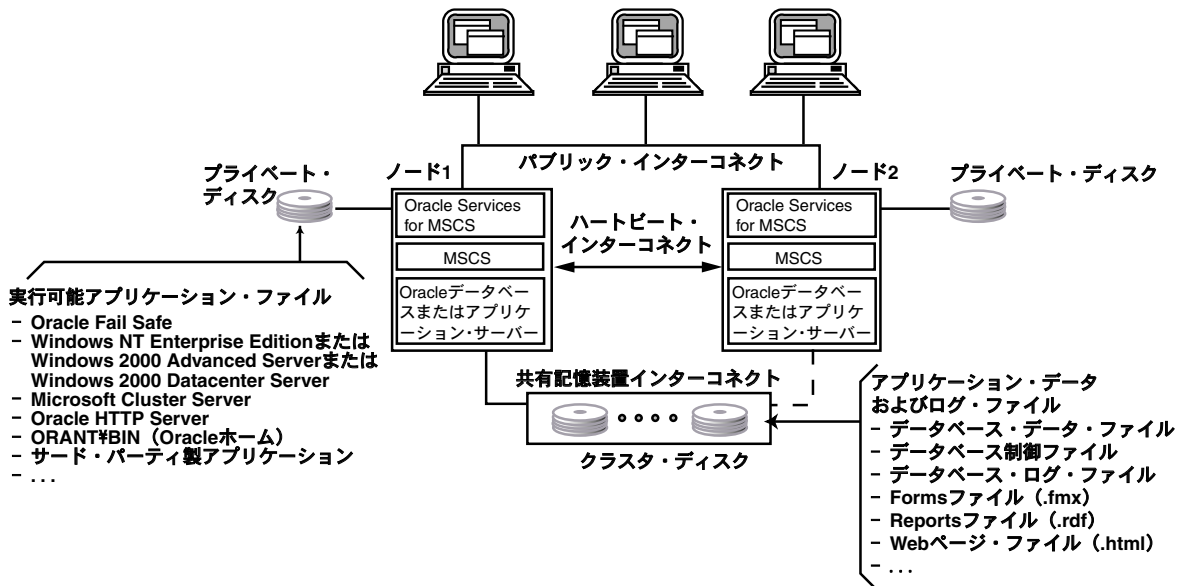 パブリック・インターコネクト
プライベート・
ディスク
ノード1
ノード2
プライベート・ディスク
Oracle Services
for MSCS
MSCS
Oracleデータベー
スまたはアプリケ
ーション・サーバー
ハートビート・
インターコネクト
Oracle Services
for MSCS
MSCS
Oracleデータベー
スまたはアプリケ
ーション・サーバー
実行可能アプリケーション・ファイル
- Oracle Fail Safe
- Windows NT Enterprise Editionまたは
Windows 2000 Advanced Serverまたは
Windows 2000 Datacenter Server
- Microsoft Cluster Server
- Oracle HTTP Server
- ORANT¥BIN（Oracleホーム）
- サード・パーティ製アプリケーション
- . . .
共有記憶装置インターコネクト
クラスタ・ディスク
アプリケーション・データ
およびログ・ファイル
- データベース・データ・ファイル
- データベース制御ファイル
- データベース・ログ・ファイル
- Formsファイル（.fmx）
- Reportsファイル（.rdf）
- Webページ・ファイル（.html）
- . . .